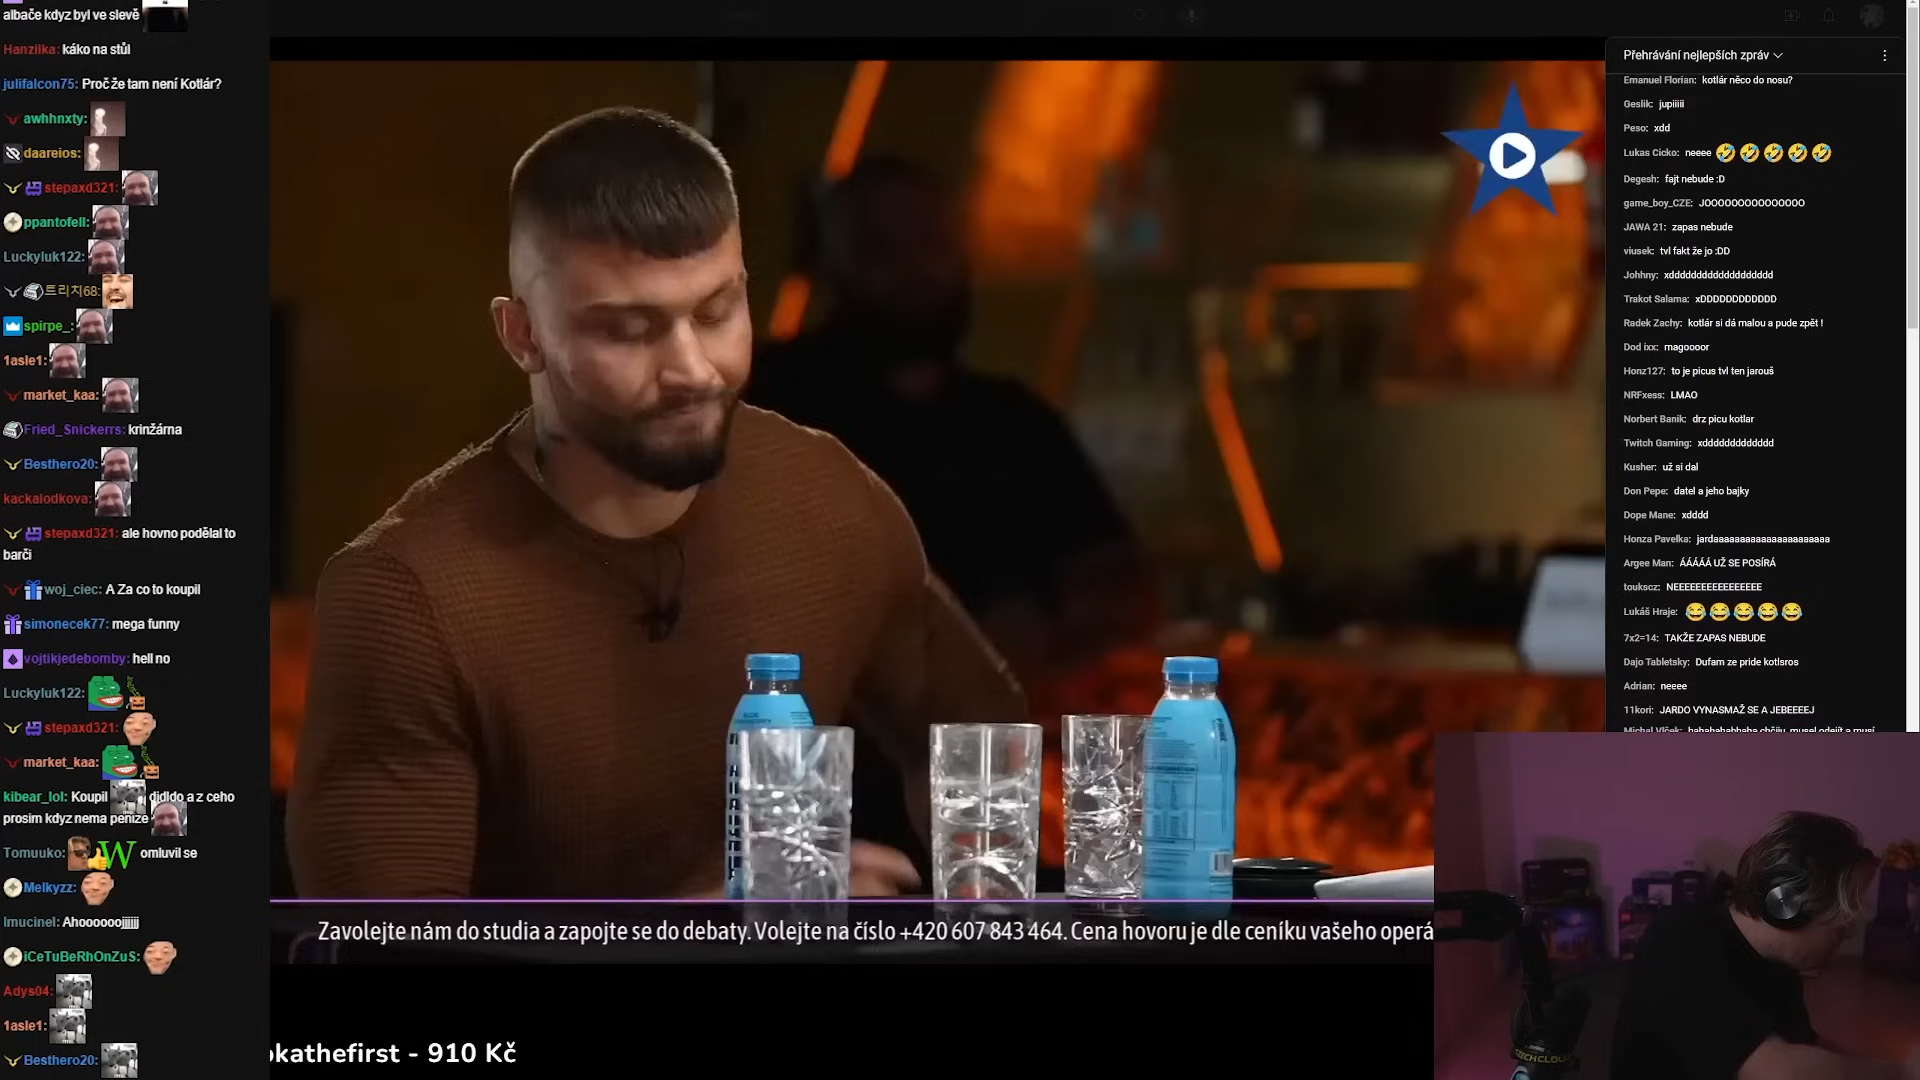 albače kdyz byl ve slevě
Hanzilka: káko na stůl
julifalcon75: Proč že tam není Kotlár?
awhhnxty:
daareios:
stepaxd321:
ppantofell:
Luckyluk122:
트리치68:
spirpe_:
1asle1:
market_kaa:
Fried_Snickerrs: krinžárna
Besthero20:
kackalodkova:
stepaxd321: ale hovno podělal to
barči
woj_ciec: A Za co to koupil
simonecek77: mega funny
vojtikjedebomby: hell no
Luckyluk122:
stepaxd321:
market_kaa:
kibear_lol: Koupil didldo a z ceho
prosim kdyz nema penize
Tomuuko: W omluvil se
Melkyzz:
lmucinel: Ahoooooojjjjjj
iCeTuBeRhOnZuS:
Adys04:
1asle1:
Besthero20:
Zavolejte nám do studia a zapojte se do debaty. Volejte na číslo +420 607 843 464. Cena hovoru je dle ceníku vašeho operá
okathefirst - 910 Kč
Přehrávání nejlepších zpráv
Emanuel Florian: kotlár něco do nosu?
Geslik: jupiiiii
Peso: xdd
Lukas Cicko: neeee 🤣🤣🤣🤣🤣
Degesh: fajt nebude :D
game_boy_CZE: JOOOOOOOOOOOOOOO
JAWA 21: zapas nebude
viusek: tvl fakt že jo :DD
Johhny: xddddddddddddddddddd
Trakot Salama: xDDDDDDDDDDDD
Radek Zachy: kotlár si dá malou a pude zpět !
Dod ixx: magoooor
Honz127: to je picus tvl ten jarouš
NRFxess: LMAO
Norbert Banik: drz picu kotlar
Twitch Gaming: xddddddddddddd
Kusher: už si dal
Don Pepe: datel a jeho bajky
Dope Mane: xdddd
Honza Pavelka: jardaaaaaaaaaaaaaaaaaaaaaa
Argee Man: ÁÁÁÁÁ UŽ SE POSÍRÁ
toukscz: NEEEEEEEEEEEEEEEE
Lukáš Hraje: 😂😂😂😂😂
7x2=14: TAKŽE ZAPAS NEBUDE
Dajo Tabletsky: Dufam ze pride kotlsros
Adrian: neeee
11kori: JARDO VYNASMAŽ SE A JEBEEEEJ